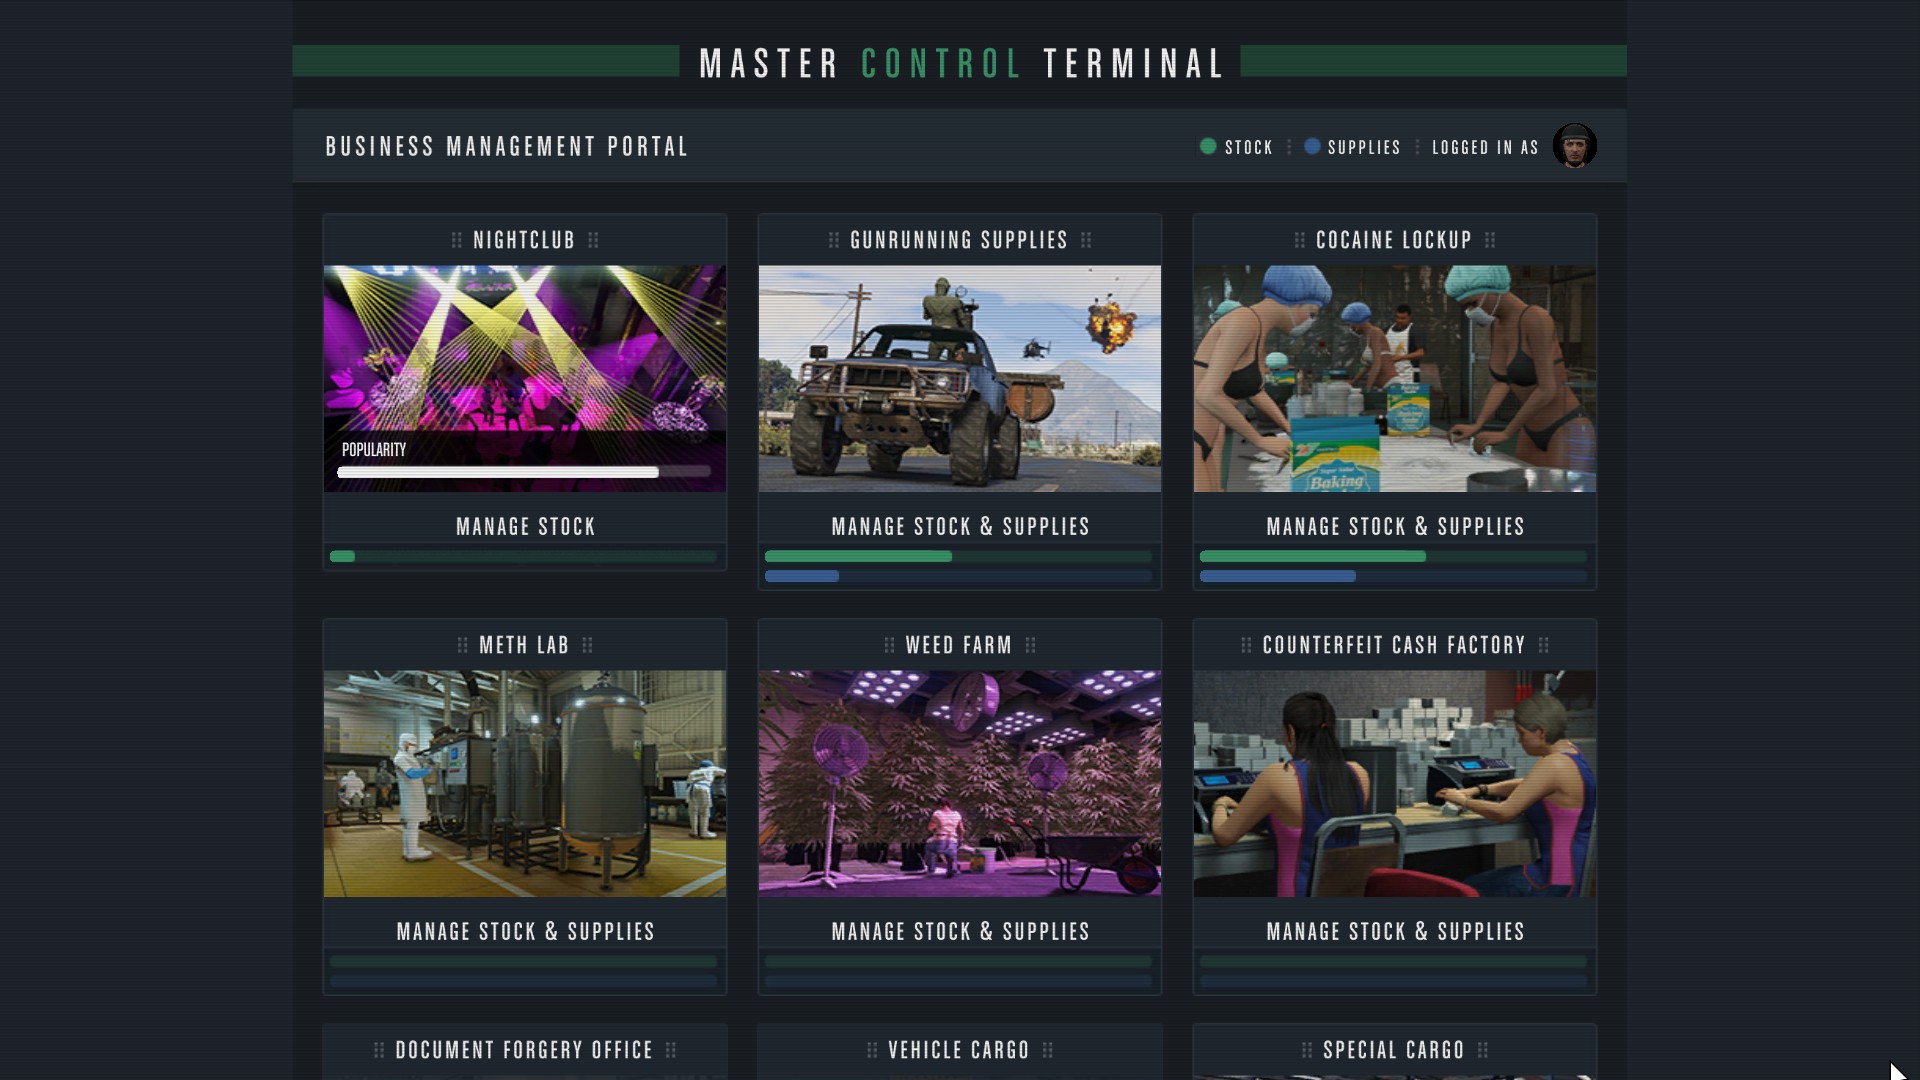 MASTER CONTROL TERMINAL
BUSINESS MANAGEMENT PORTAL
STOCK
SUPPLIES
LOGGED IN AS
NIGHTCLUB
GUNRUNNING SUPPLIES
COCAINE LOCKUP
POPULARITY
Baking
MANAGE STOCK
MANAGE STOCK & SUPPLIES
MANAGE STOCK & SUPPLIES
METH LAB
WEED FARM
COUNTERFEIT CASH FACTORY
MANAGE STOCK & SUPPLIES
MANAGE STOCK & SUPPLIES
MANAGE STOCK & SUPPLIES
DOCUMENT FORGERY OFFICE
VEHICLE CARGO
SPECIAL CARGO